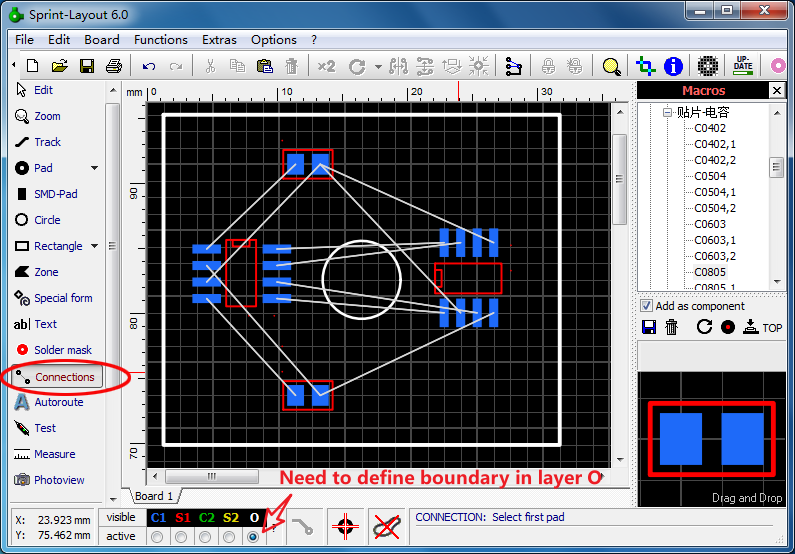 Sprint-Layout 6.0
File Edit Board Functions Extras Options ?
×2 UP-
DATE
Edit
Zoom
Track
Pad
SMD-Pad
Circle
Rectangle
Zone
Special form
ab| Text
Solder mask
Connections
Autoroute
Test
Measure
Photoview
mm 0 10 20 30
90
80
70
Need to define boundary in layer O
Board 1
Macros
贴片-电容
C0402
C0402,1
C0402,2
C0504
C0504,1
C0504,2
C0603
C0603,1
C0603,2
C0805
C0805,1
Add as component
TOP
Drag and Drop
X: 23.923 mm
Y: 75.462 mm
visible C1 S1 C2 S2 O
active
?
CONNECTION: Select first pad